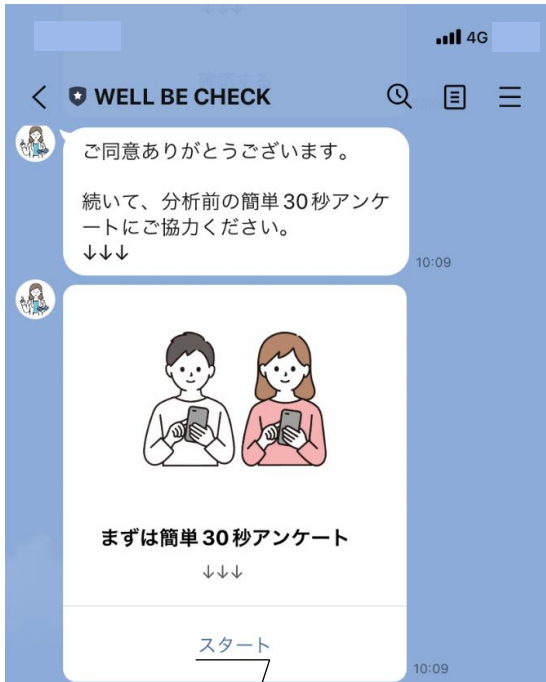 4G
WELL BE CHECK
ご同意ありがとうございます。
続いて、分析前の簡単30秒アンケ
ートにご協力ください。
↓↓↓
10:09
まずは簡単30秒アンケート
↓↓↓
スタート
10:09